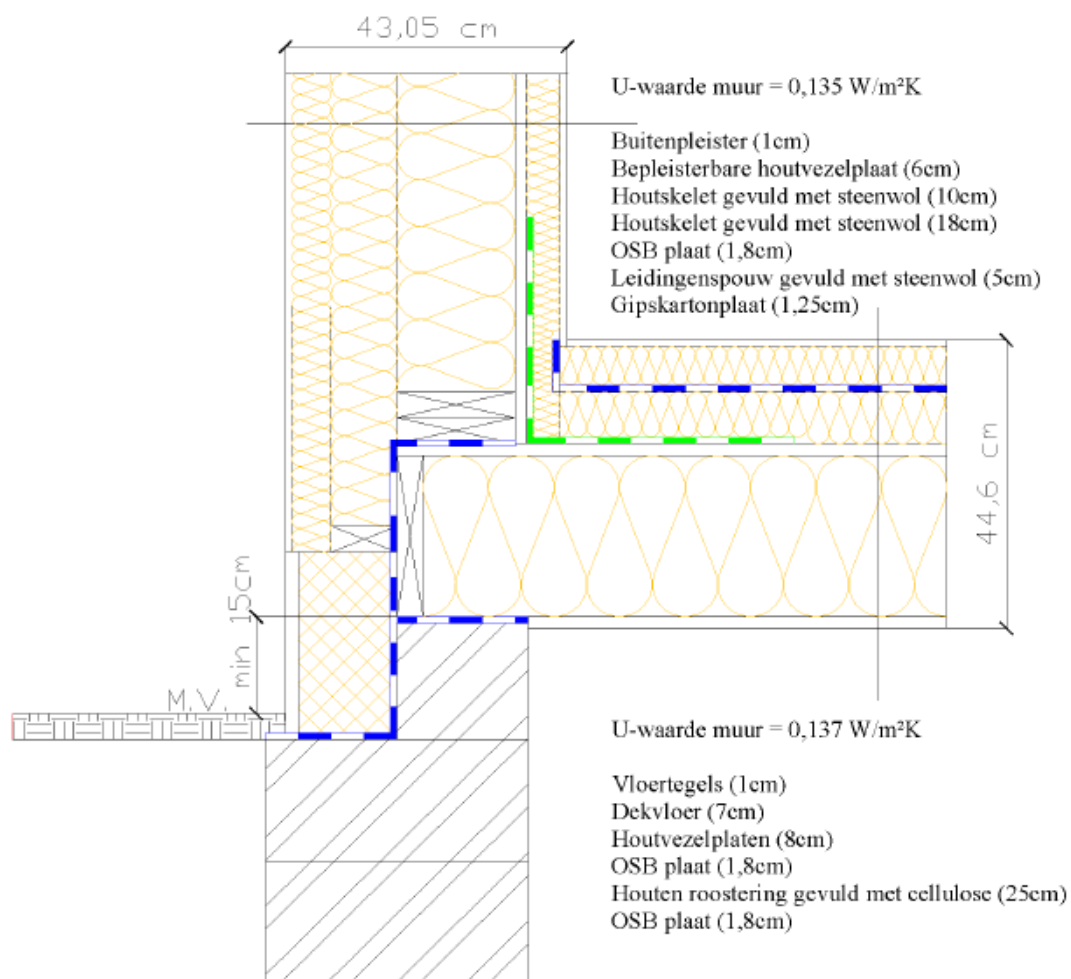 43,05 cm
U-waarde muur = 0,135 W/m²K
Buitenpleister (1cm)
Bepleisterbare houtvezelplaat (6cm)
Houtskelet gevuld met steenwol (10cm)
Houtskelet gevuld met steenwol (18cm)
OSB plaat (1,8cm)
Leidingenspouw gevuld met steenwol (5cm)
Gipskartonplaat (1,25cm)
44,6 cm
min 15cm
M.V.
U-waarde muur = 0,137 W/m²K
Vloertegels (1cm)
Dekvloer (7cm)
Houtvezelplaten (8cm)
OSB plaat (1,8cm)
Houten roostering gevuld met cellulose (25cm)
OSB plaat (1,8cm)